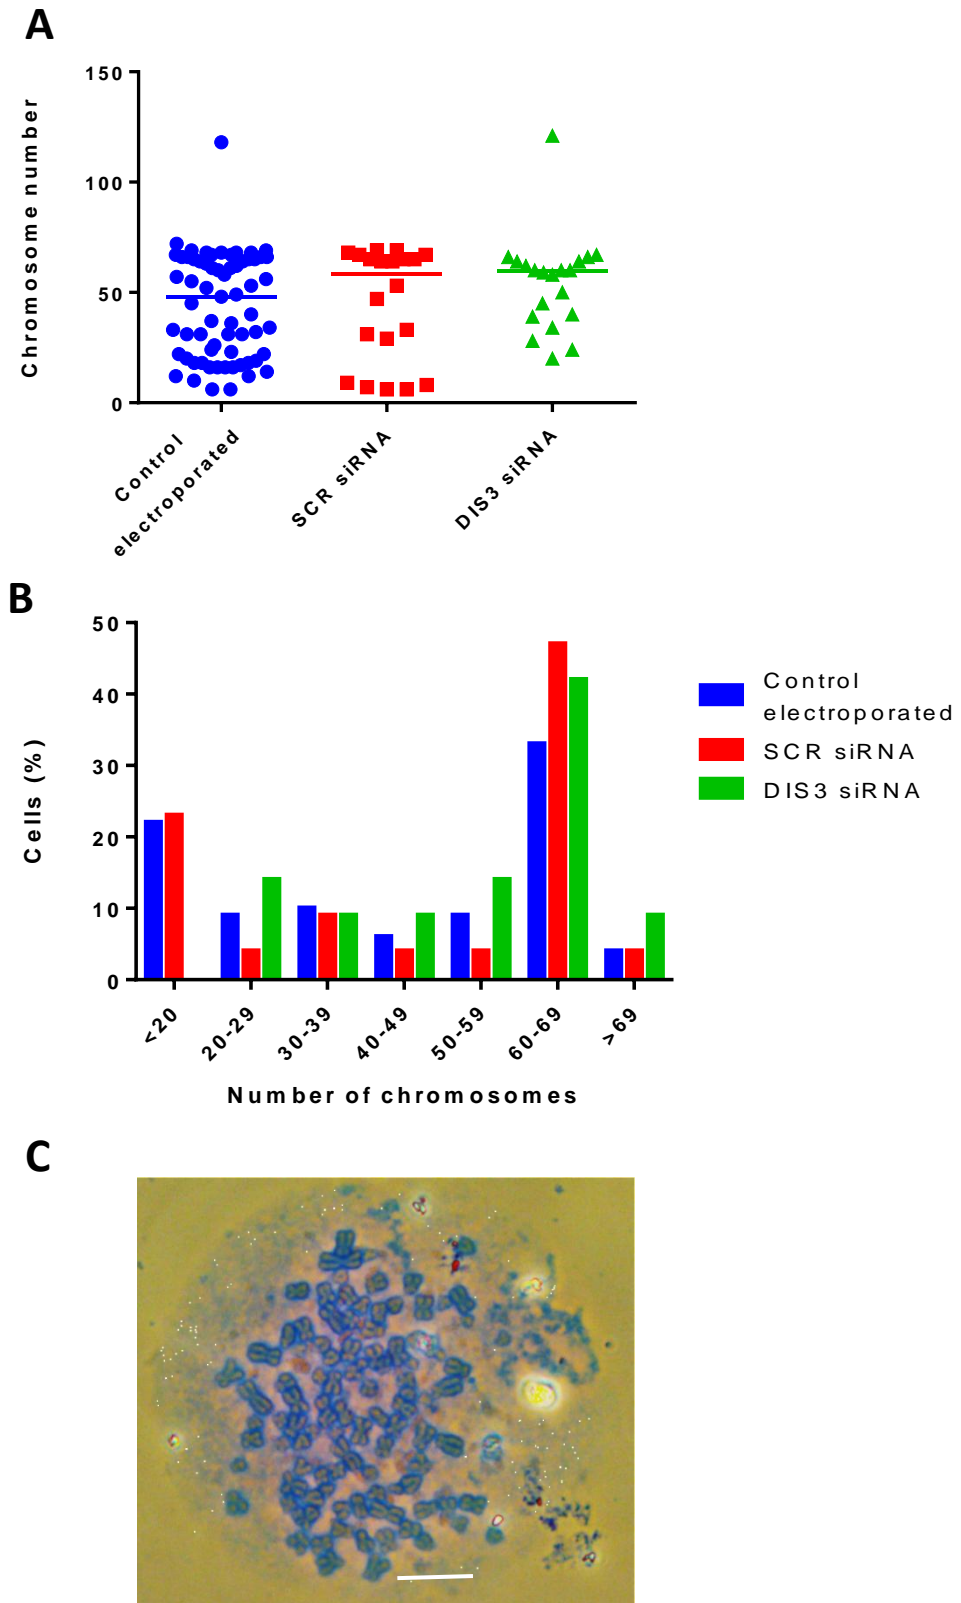 A
Chromosome number
150
100
50
0
Control
electroporated
SCR siRNA
DIS3 siRNA
B
Cells (%)
50
40
30
20
10
0
<20
20-29
30-39
40-49
50-59
60-69
>69
Number of chromosomes
Control
electroporated
SCR siRNA
DIS3 siRNA
C